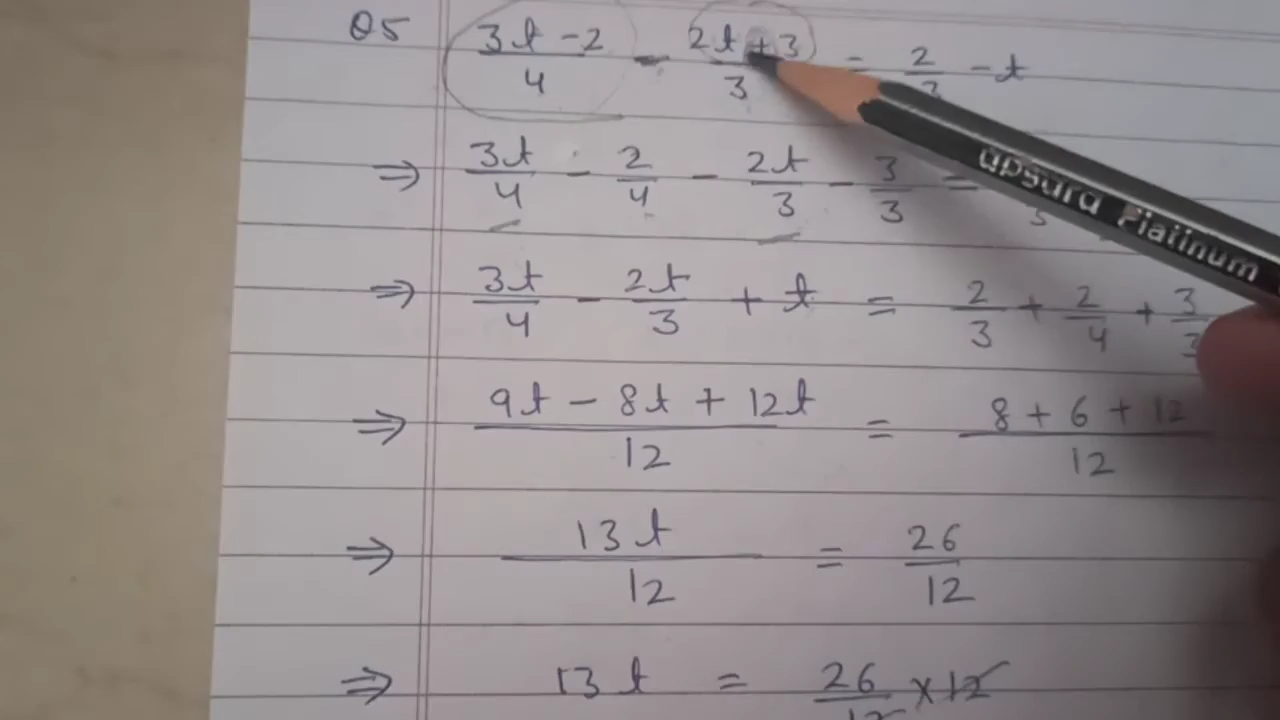 Q5 (3t - 2)/4 - (2t + 3)/3 = 2/3 - t
⇒ 3t/4 - 2/4 - 2t/3 - 3/3 = /3
apsara Platinum
⇒ 3t/4 - 2t/3 + t = 2/3 + 2/4 + 3/3
⇒ (9t - 8t + 12t)/12 = (8 + 6 + 12)/12
⇒ 13t/12 = 26/12
⇒ 13t = 26/12 × 12